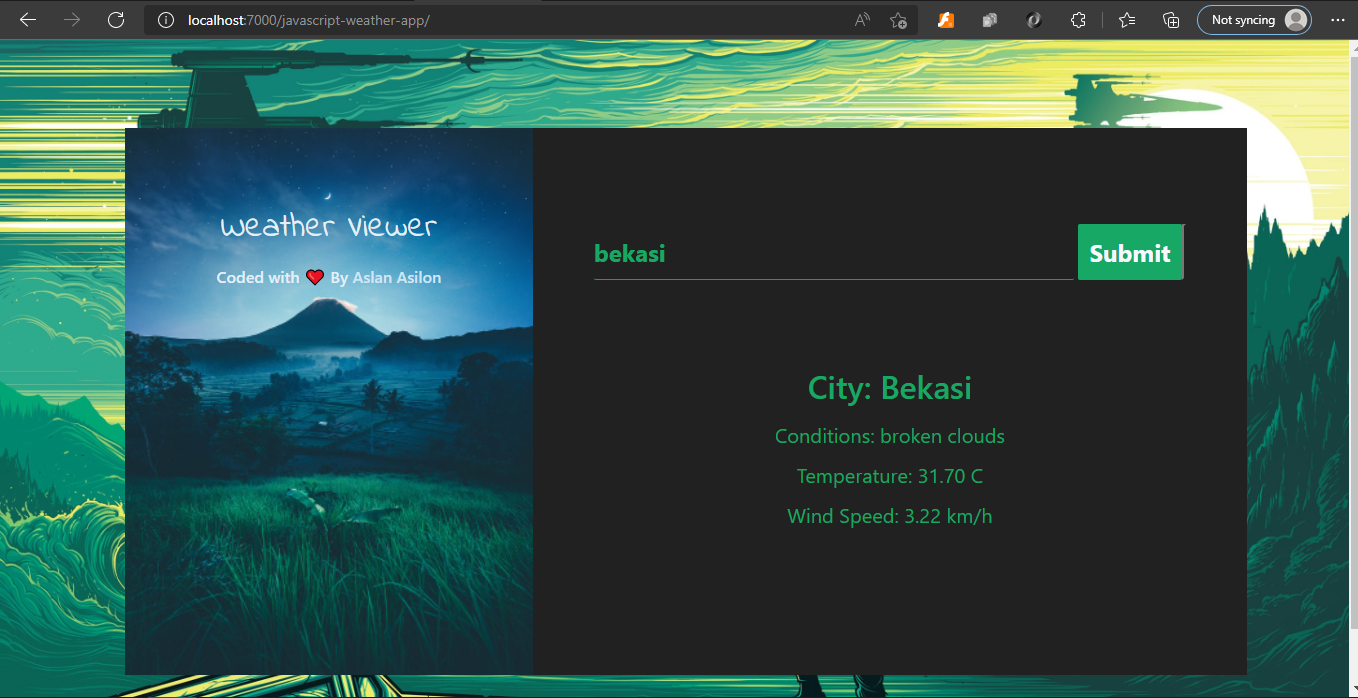 localhost:7000/javascript-weather-app/
Not syncing
Weather Viewer
Coded with ❤ By Aslan Asilon
bekasi
Submit
City: Bekasi
Conditions: broken clouds
Temperature: 31.70 C
Wind Speed: 3.22 km/h